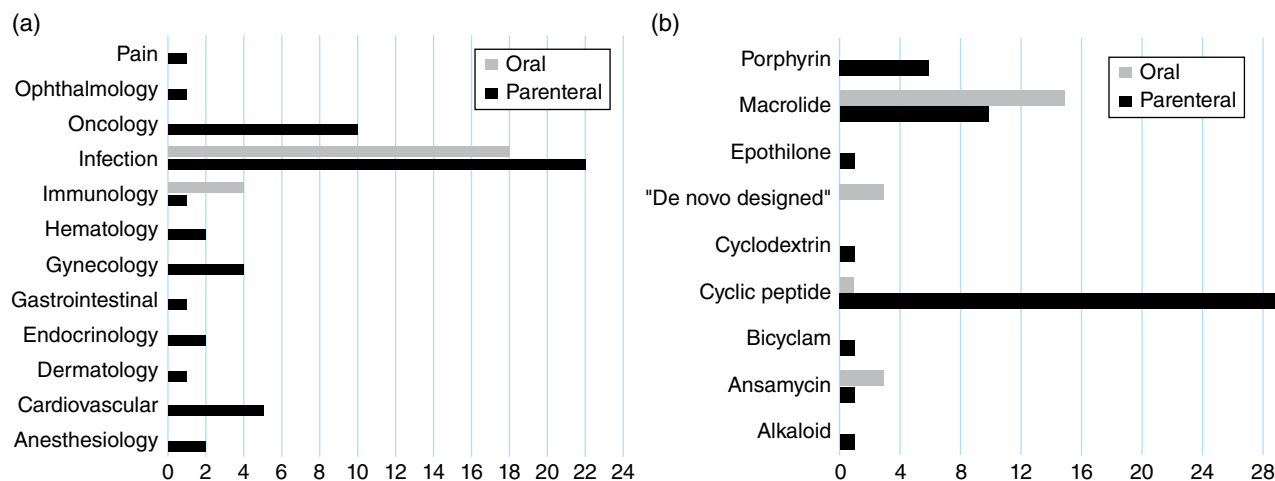 (a)
Oral
Parenteral
Pain
Ophthalmology
Oncology
Infection
Immunology
Hematology
Gynecology
Gastrointestinal
Endocrinology
Dermatology
Cardiovascular
Anesthesiology
0 2 4 6 8 10 12 14 16 18 20 22 24
(b)
Oral
Parenteral
Porphyrin
Macrolide
Epothilone
"De novo designed"
Cyclodextrin
Cyclic peptide
Bicyclam
Ansamycin
Alkaloid
0 4 8 12 16 20 24 28